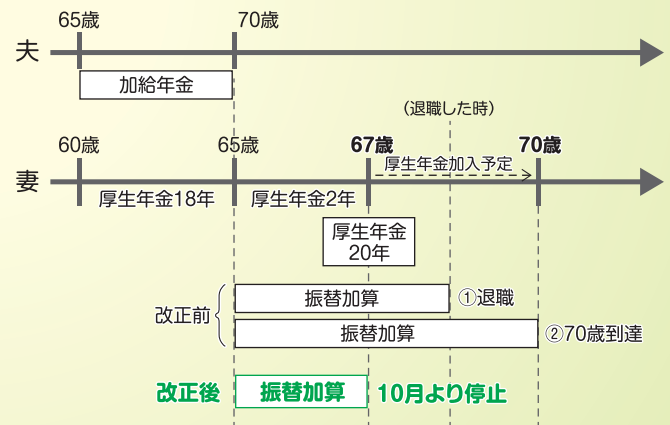 65歳
70歳
夫
加給年金
(退職した時)
60歳
65歳
67歳
70歳
厚生年金加入予定
妻
厚生年金18年
厚生年金2年
厚生年金
20年
改正前
振替加算
①退職
振替加算
②70歳到達
改正後
振替加算
10月より停止